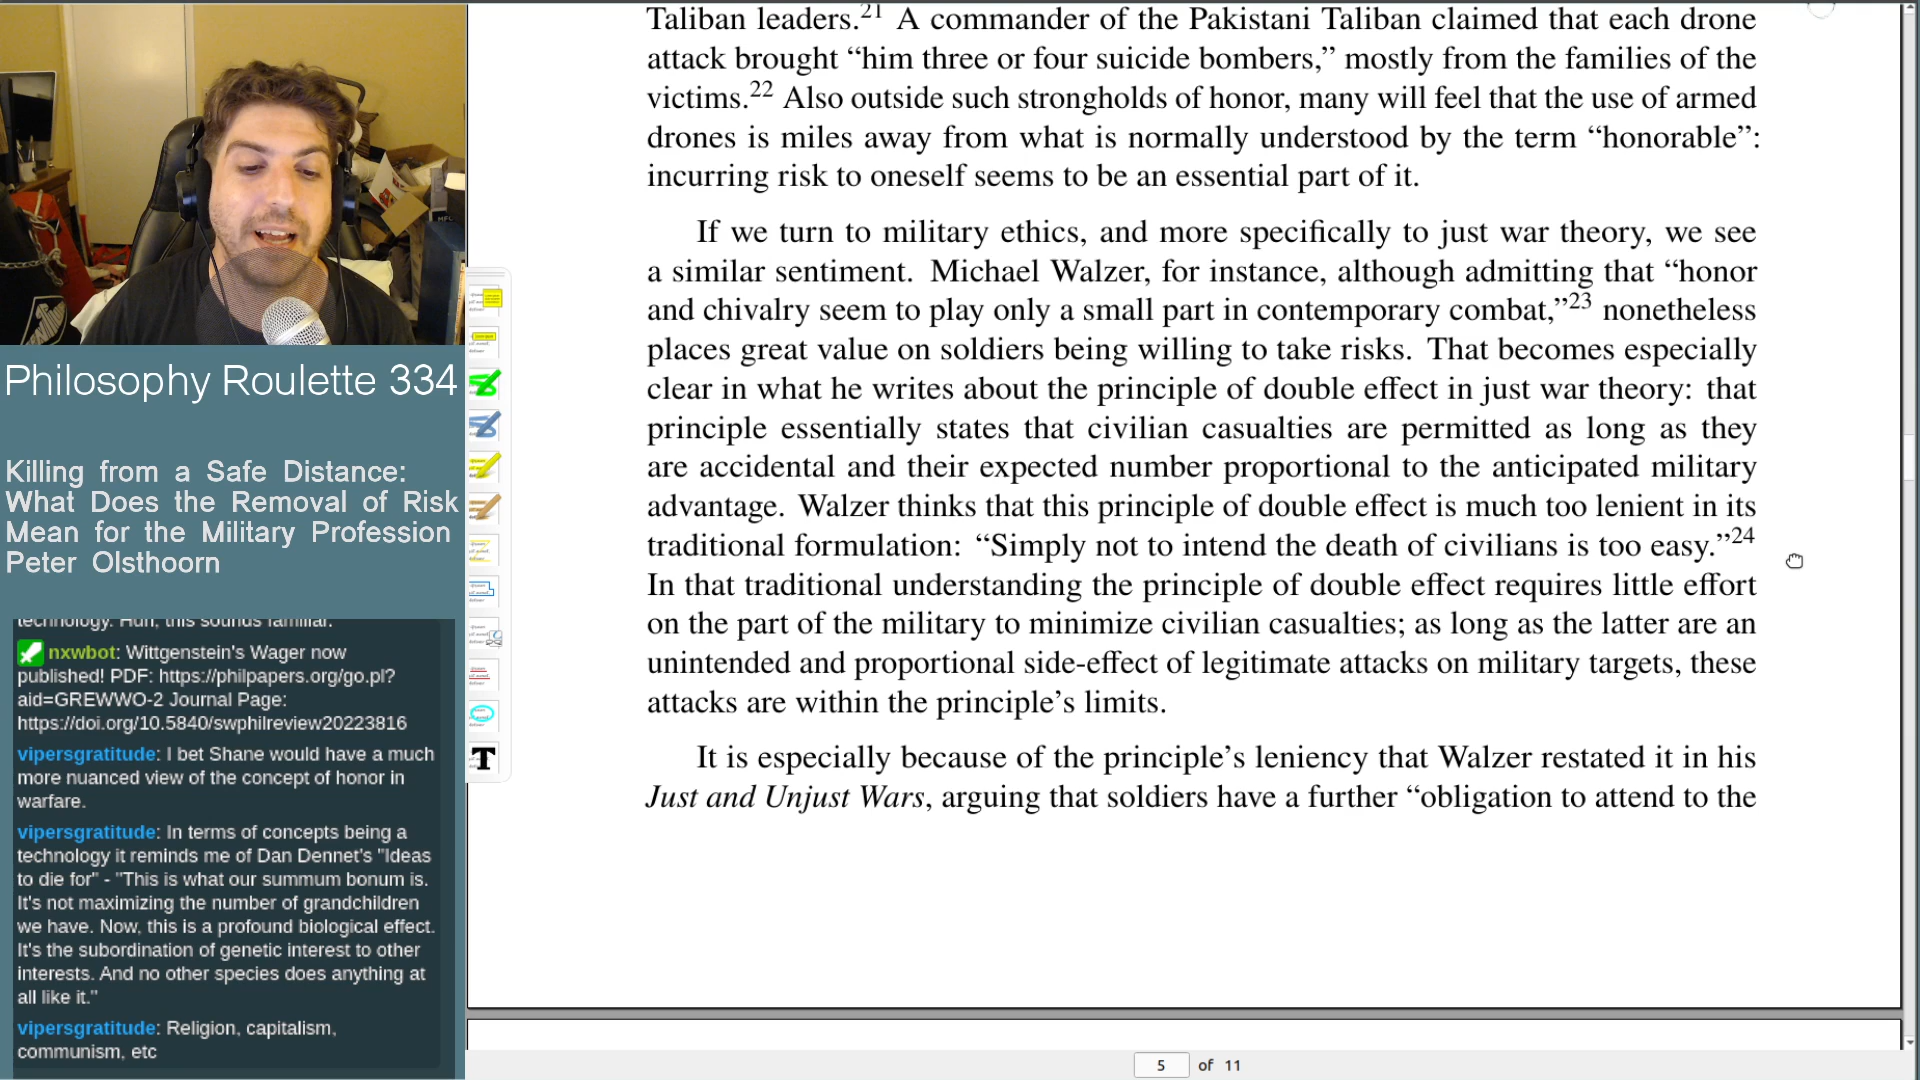 Taliban leaders.21 A commander of the Pakistani Taliban claimed that each drone
attack brought “him three or four suicide bombers,” mostly from the families of the
victims.22 Also outside such strongholds of honor, many will feel that the use of armed
drones is miles away from what is normally understood by the term “honorable”:
incurring risk to oneself seems to be an essential part of it.
If we turn to military ethics, and more specifically to just war theory, we see
a similar sentiment. Michael Walzer, for instance, although admitting that “honor
and chivalry seem to play only a small part in contemporary combat,”23 nonetheless
places great value on soldiers being willing to take risks. That becomes especially
clear in what he writes about the principle of double effect in just war theory: that
principle essentially states that civilian casualties are permitted as long as they
are accidental and their expected number proportional to the anticipated military
advantage. Walzer thinks that this principle of double effect is much too lenient in its
traditional formulation: “Simply not to intend the death of civilians is too easy.”24
In that traditional understanding the principle of double effect requires little effort
on the part of the military to minimize civilian casualties; as long as the latter are an
unintended and proportional side-effect of legitimate attacks on military targets, these
attacks are within the principle’s limits.
It is especially because of the principle’s leniency that Walzer restated it in his
Just and Unjust Wars, arguing that soldiers have a further “obligation to attend to the
5 of 11
Philosophy Roulette 334
Killing from a Safe Distance:
What Does the Removal of Risk
Mean for the Military Profession
Peter Olsthoorn
technology. Huh, this sounds familiar.
nxwbot: Wittgenstein's Wager now
published! PDF: https://philpapers.org/go.pl?
aid=GREWWO-2 Journal Page:
https://doi.org/10.5840/swphilreview20223816
vipersgratitude: I bet Shane would have a much
more nuanced view of the concept of honor in
warfare.
vipersgratitude: In terms of concepts being a
technology it reminds me of Dan Dennet's "Ideas
to die for" - "This is what our summum bonum is.
It's not maximizing the number of grandchildren
we have. Now, this is a profound biological effect.
It's the subordination of genetic interest to other
interests. And no other species does anything at
all like it."
vipersgratitude: Religion, capitalism,
communism, etc
T